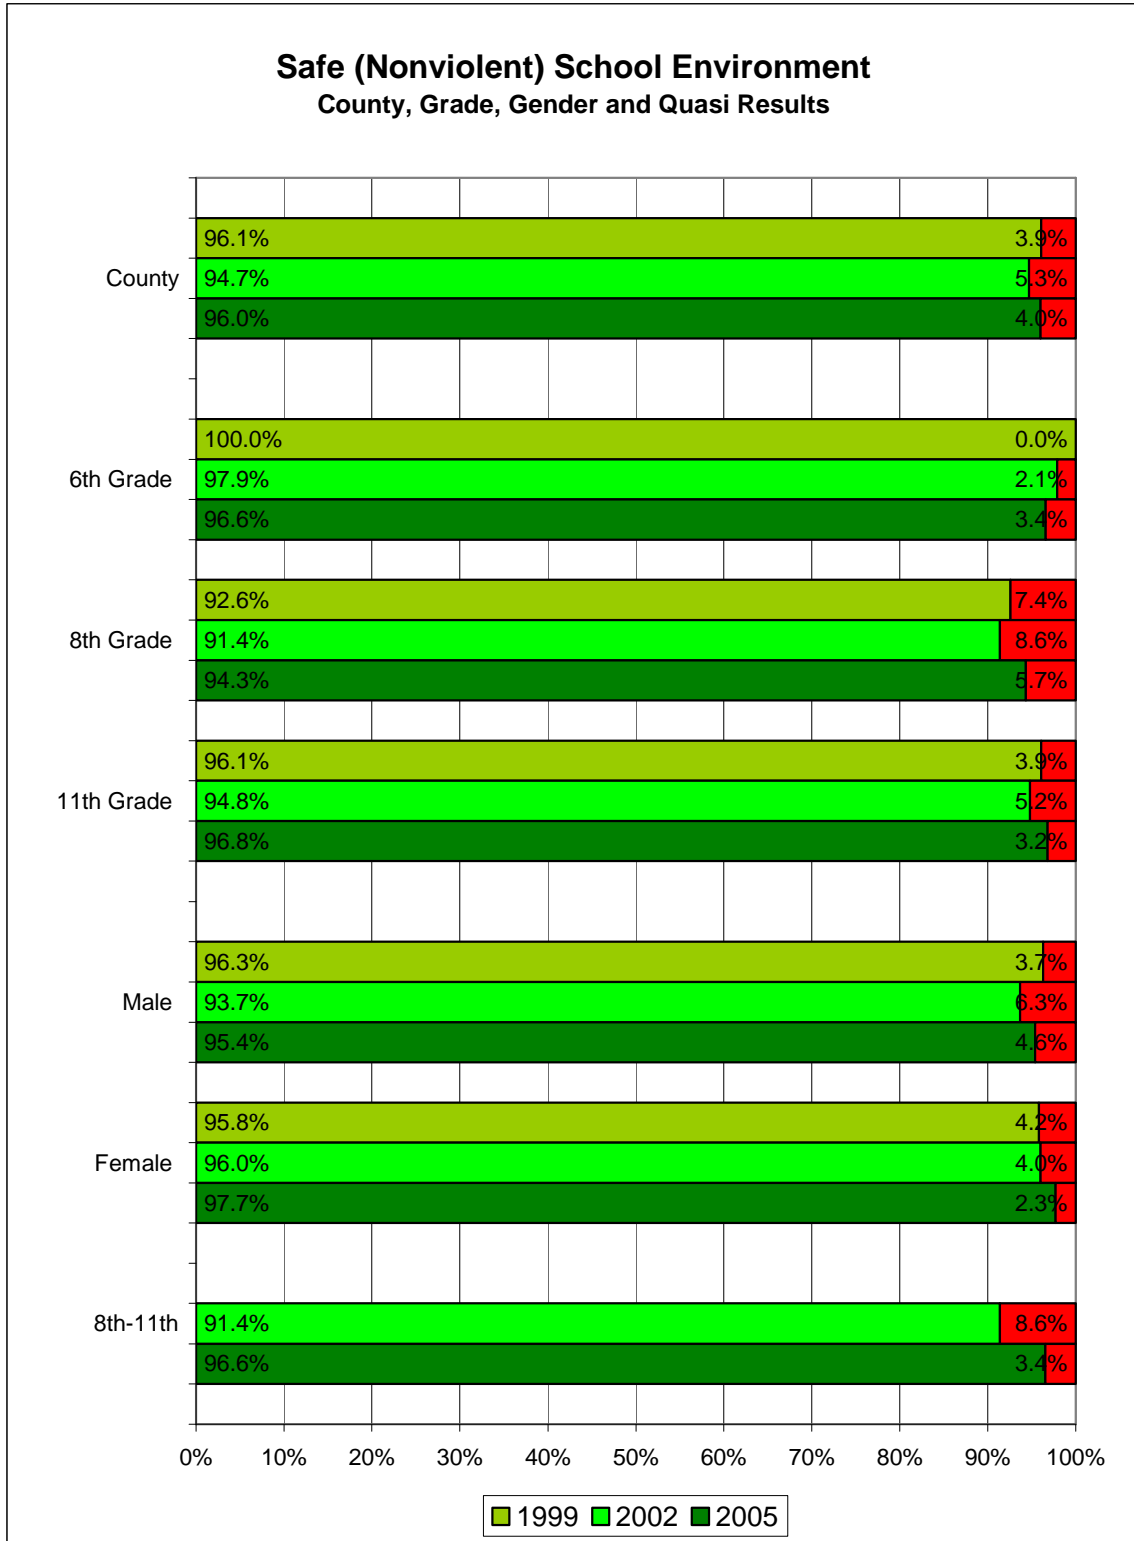 Safe (Nonviolent) School Environment
County, Grade, Gender and Quasi Results
County
96.1% 3.9%
94.7% 5.3%
96.0% 4.0%
6th Grade
100.0% 0.0%
97.9% 2.1%
96.6% 3.4%
8th Grade
92.6% 7.4%
91.4% 8.6%
94.3% 5.7%
11th Grade
96.1% 3.9%
94.8% 5.2%
96.8% 3.2%
Male
96.3% 3.7%
93.7% 6.3%
95.4% 4.6%
Female
95.8% 4.2%
96.0% 4.0%
97.7% 2.3%
8th-11th
91.4% 8.6%
96.6% 3.4%
0% 10% 20% 30% 40% 50% 60% 70% 80% 90% 100%
1999 2002 2005